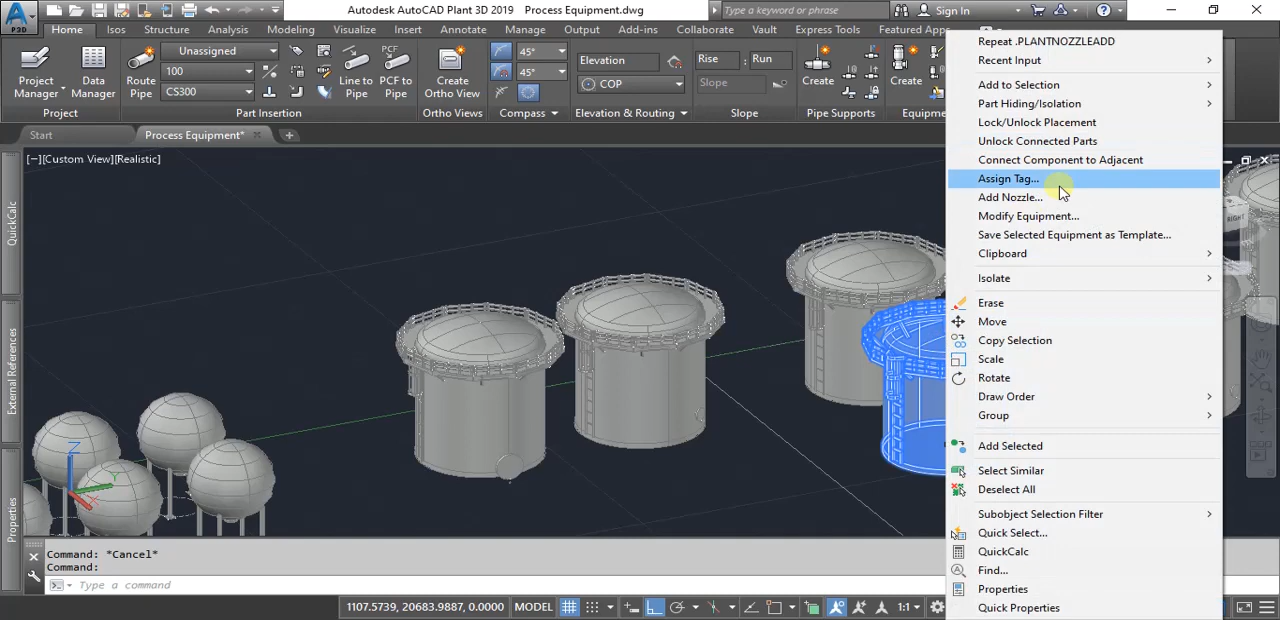 Autodesk AutoCAD Plant 3D 2019 Process Equipment.dwg
Type a keyword or phrase
Sign In
P3D
Home Isos Structure Analysis Modeling Visualize Insert Annotate Manage Output Add-ins Collaborate Vault Express Tools Featured Apps
Project Manager
Data Manager
Project
Route Pipe
Unassigned
100
CS300
Line to Pipe
PCF to Pipe
Part Insertion
Create Ortho View
Ortho Views
45°
45°
Compass
Elevation
COP
Elevation & Routing
Rise : Run
Slope
Slope
Create
Pipe Supports
Create
Equipme
Start
Process Equipment*
[−][Custom View][Realistic]
QuickCalc
External References
Properties
RIGHT
Z
Y
X
Repeat .PLANTNOZZLEADD
Recent Input
Add to Selection
Part Hiding/Isolation
Lock/Unlock Placement
Unlock Connected Parts
Connect Component to Adjacent
Assign Tag...
Add Nozzle...
Modify Equipment...
Save Selected Equipment as Template...
Clipboard
Isolate
Erase
Move
Copy Selection
Scale
Rotate
Draw Order
Group
Add Selected
Select Similar
Deselect All
Subobject Selection Filter
Quick Select...
QuickCalc
Find...
Properties
Quick Properties
Command: *Cancel*
Command:
Type a command
1107.5739, 20683.9887, 0.0000
MODEL
1:1